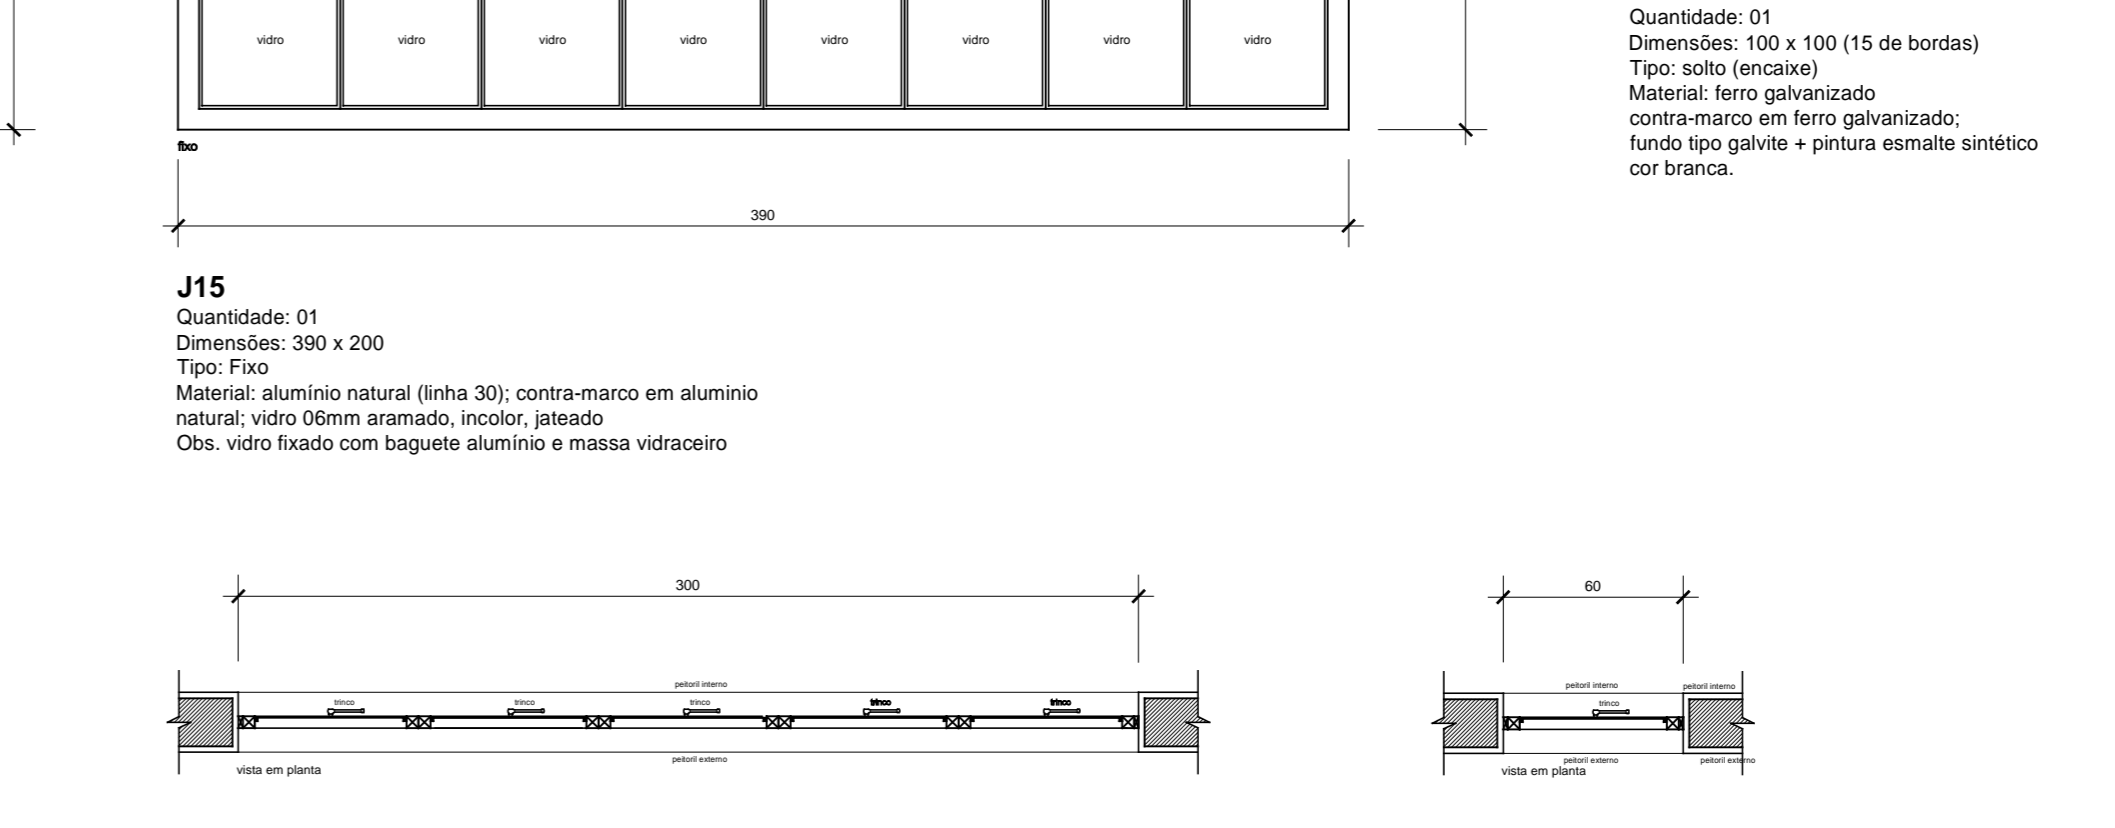 vidro vidro vidro vidro vidro vidro vidro vidro
fixo
390
Quantidade: 01
Dimensões: 100 x 100 (15 de bordas)
Tipo: solto (encaixe)
Material: ferro galvanizado
contra-marco em ferro galvanizado;
fundo tipo galvite + pintura esmalte sintético
cor branca.
J15
Quantidade: 01
Dimensões: 390 x 200
Tipo: Fixo
Material: alumínio natural (linha 30); contra-marco em aluminio
natural; vidro 06mm aramado, incolor, jateado
Obs. vidro fixado com baguete alumínio e massa vidraceiro
300
peitoril interno
trinco trinco trinco trinco trinco
peitoril externo
vista em planta
60
peitoril interno peitoril interno
trinco
peitoril externo peitoril externo
vista em planta